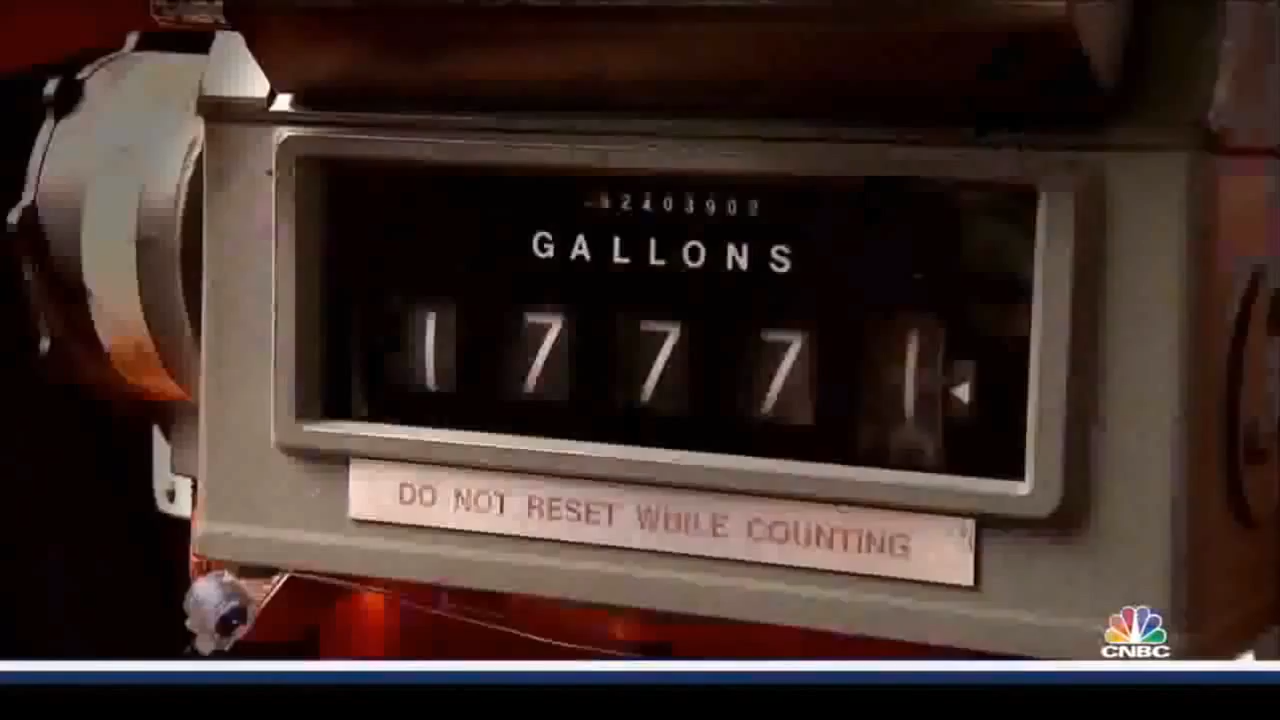 GALLONS
1 7 7 7 1
DO NOT RESET WHILE COUNTING
CNBC